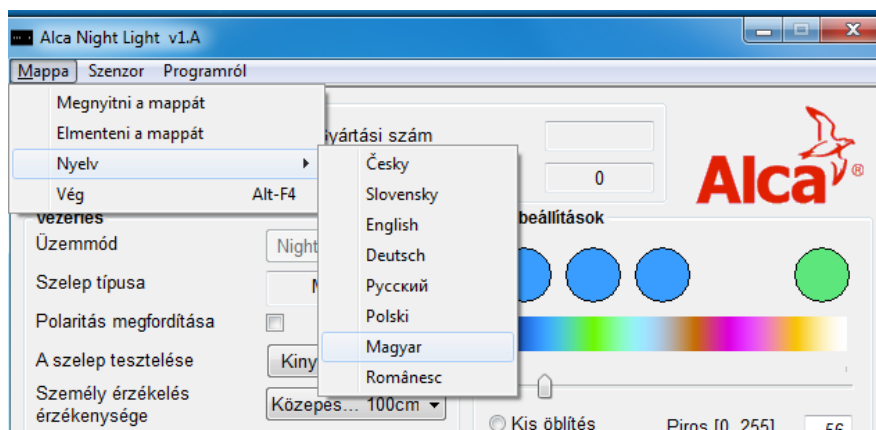 Alca Night Light v1.A
Mappa Szenzor Programról
Megnyitni a mappát
Elmenteni a mappát
Nyelv
Vég Alt-F4
Česky
Slovensky
English
Deutsch
Русский
Polski
Magyar
Românesc
szám
0
Alca®
beállítások
Üzemmód Night
Szelep típusa
Polaritás megfordítása
A szelep tesztelése Kiny
Személy érzékelés
érzékenysége
Közepes... 100cm
Kis öblítés Piros [0..255] 56